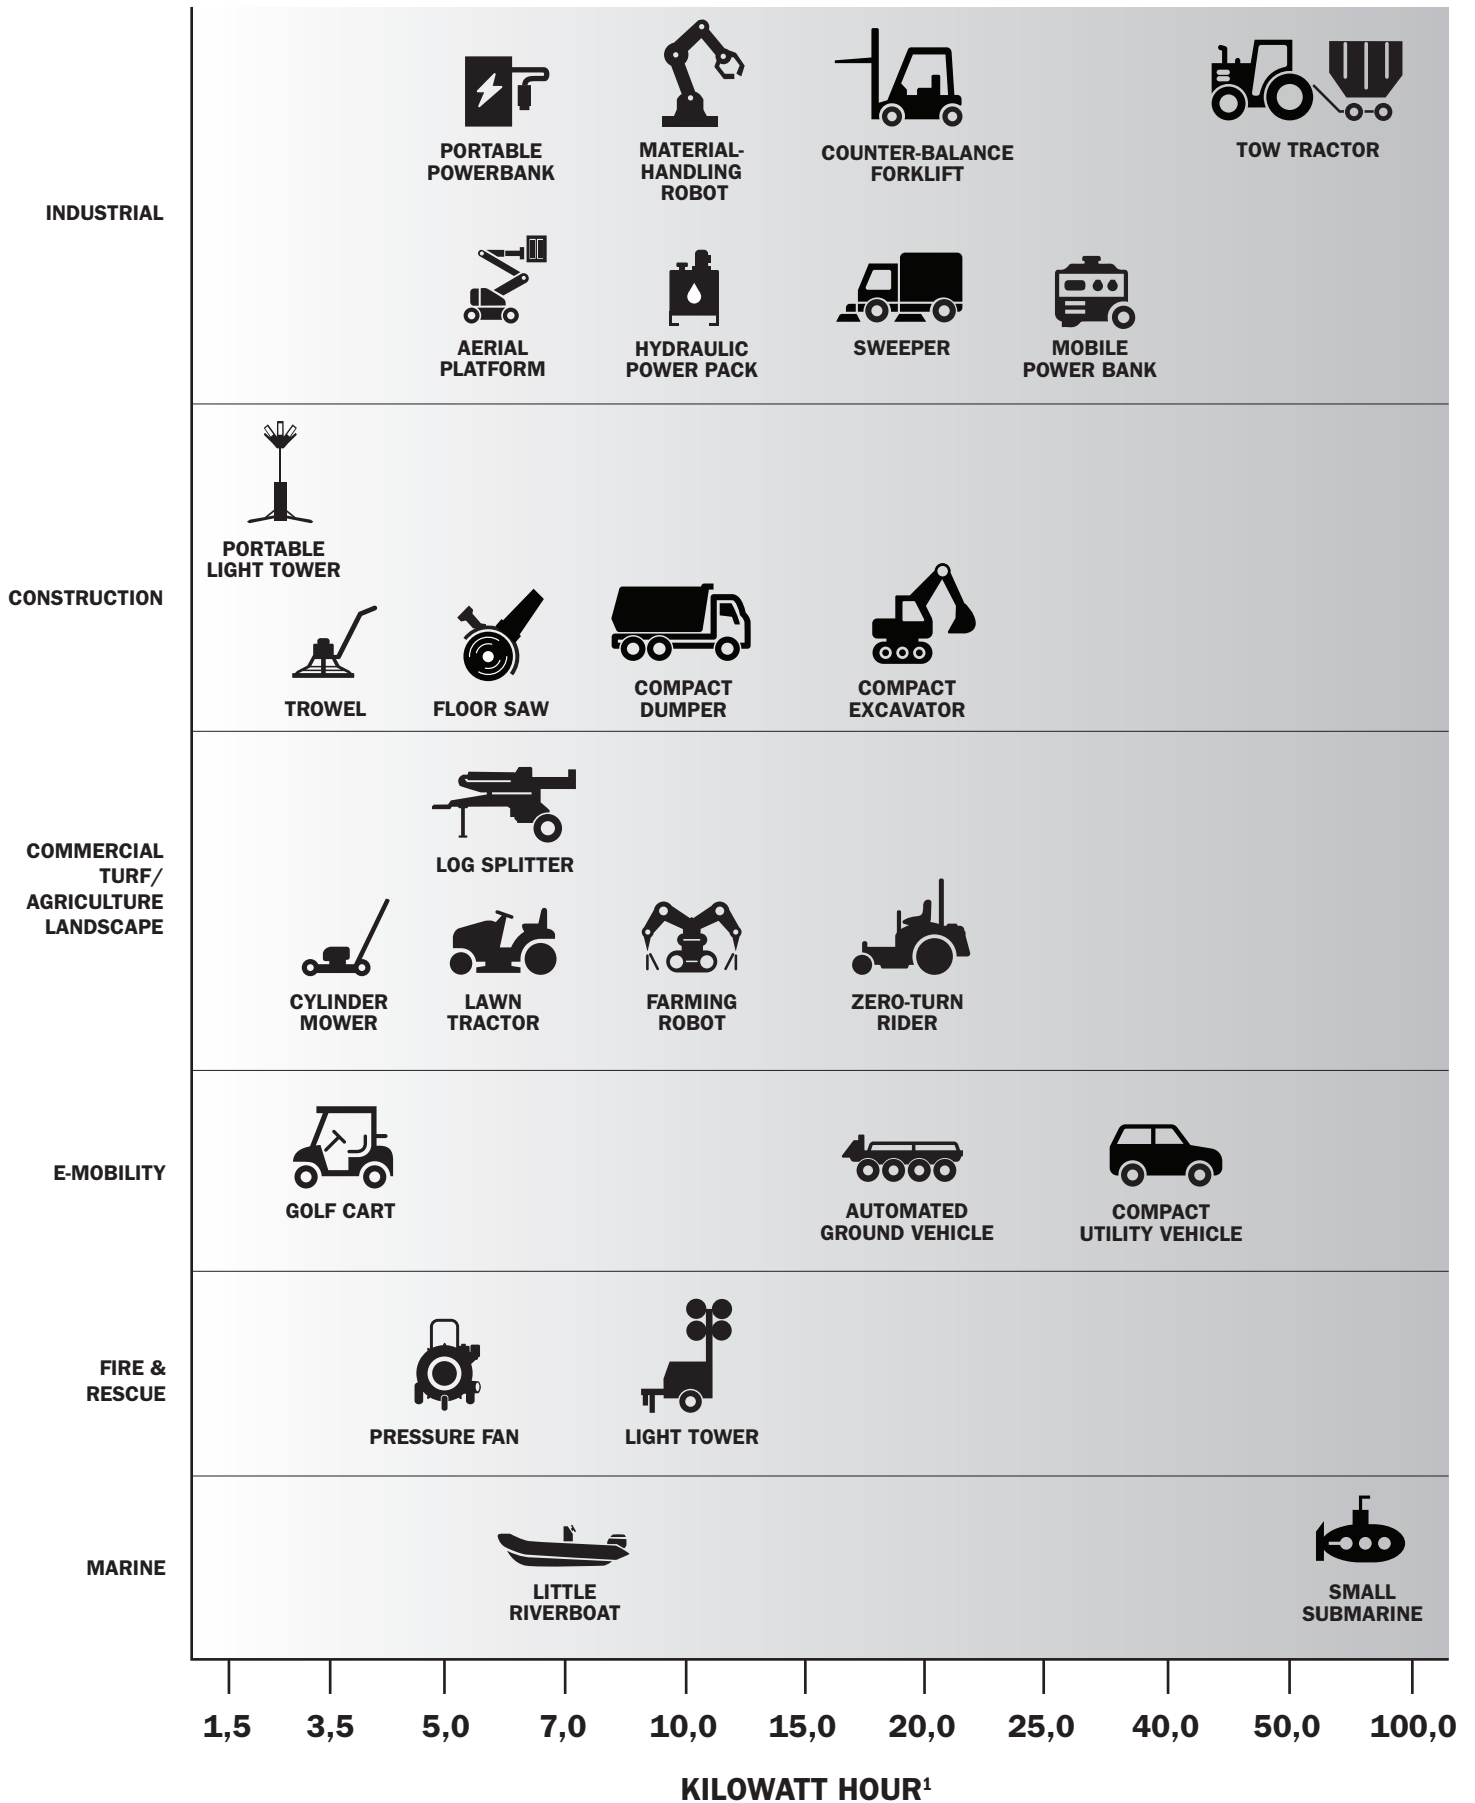 PORTABLE
POWERBANK
MATERIAL-
HANDLING
ROBOT
COUNTER-BALANCE
FORKLIFT
TOW TRACTOR
INDUSTRIAL
AERIAL
PLATFORM
HYDRAULIC
POWER PACK
SWEEPER
MOBILE
POWER BANK
PORTABLE
LIGHT TOWER
CONSTRUCTION
TROWEL
FLOOR SAW
COMPACT
DUMPER
COMPACT
EXCAVATOR
LOG SPLITTER
COMMERCIAL
TURF/
AGRICULTURE
LANDSCAPE
CYLINDER
MOWER
LAWN
TRACTOR
FARMING
ROBOT
ZERO-TURN
RIDER
E-MOBILITY
GOLF CART
AUTOMATED
GROUND VEHICLE
COMPACT
UTILITY VEHICLE
FIRE &
RESCUE
PRESSURE FAN
LIGHT TOWER
MARINE
LITTLE
RIVERBOAT
SMALL
SUBMARINE
1,5 3,5 5,0 7,0 10,0 15,0 20,0 25,0 40,0 50,0 100,0
KILOWATT HOUR¹